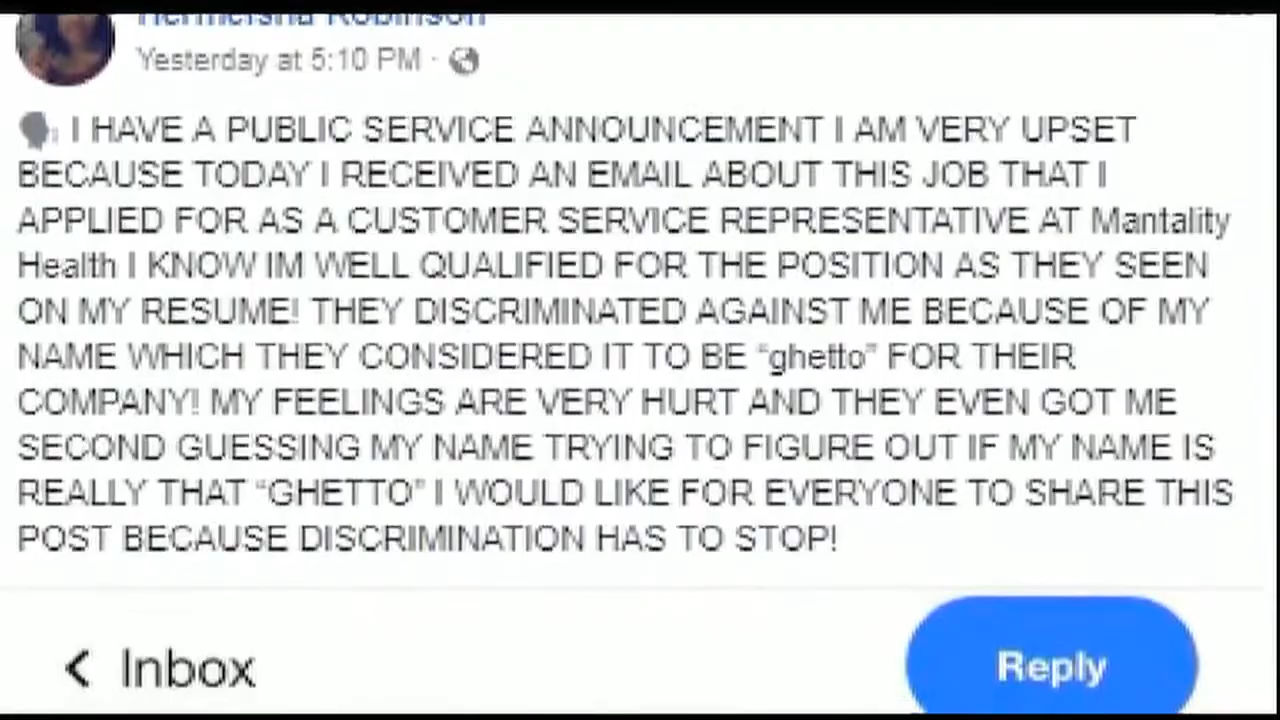 Hermeisha Robinson
Yesterday at 5:10 PM ·
I HAVE A PUBLIC SERVICE ANNOUNCEMENT I AM VERY UPSET
BECAUSE TODAY I RECEIVED AN EMAIL ABOUT THIS JOB THAT I
APPLIED FOR AS A CUSTOMER SERVICE REPRESENTATIVE AT Mantality
Health I KNOW IM WELL QUALIFIED FOR THE POSITION AS THEY SEEN
ON MY RESUME! THEY DISCRIMINATED AGAINST ME BECAUSE OF MY
NAME WHICH THEY CONSIDERED IT TO BE “ghetto” FOR THEIR
COMPANY! MY FEELINGS ARE VERY HURT AND THEY EVEN GOT ME
SECOND GUESSING MY NAME TRYING TO FIGURE OUT IF MY NAME IS
REALLY THAT “GHETTO” I WOULD LIKE FOR EVERYONE TO SHARE THIS
POST BECAUSE DISCRIMINATION HAS TO STOP!
< Inbox
Reply